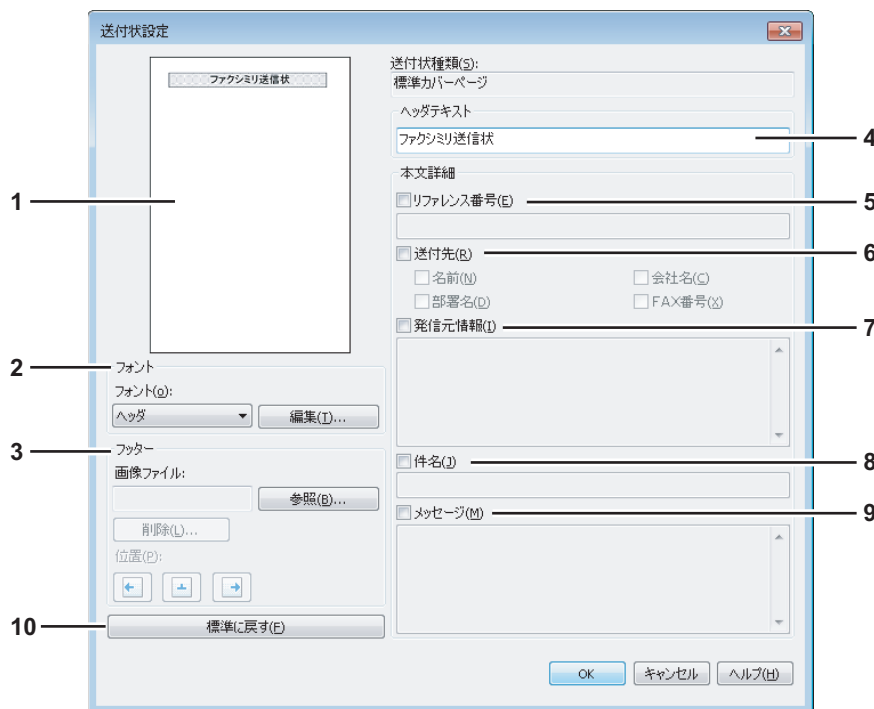 送付状設定
ファクシミリ送信状
送付状種類(S):
標準カバーページ
ヘッダテキスト
ファクシミリ送信状
4
本文詳細
リファレンス番号(E)
5
送付先(R)
6
名前(N)
会社名(C)
部署名(D)
FAX番号(X)
発信元情報(I)
7
件名(J)
8
メッセージ(M)
9
1
2
フォント
フォント(O):
ヘッダ
編集(T)...
3
フッター
画像ファイル:
参照(B)...
削除(L)...
位置(P):
10
標準に戻す(F)
OK
キャンセル
ヘルプ(H)